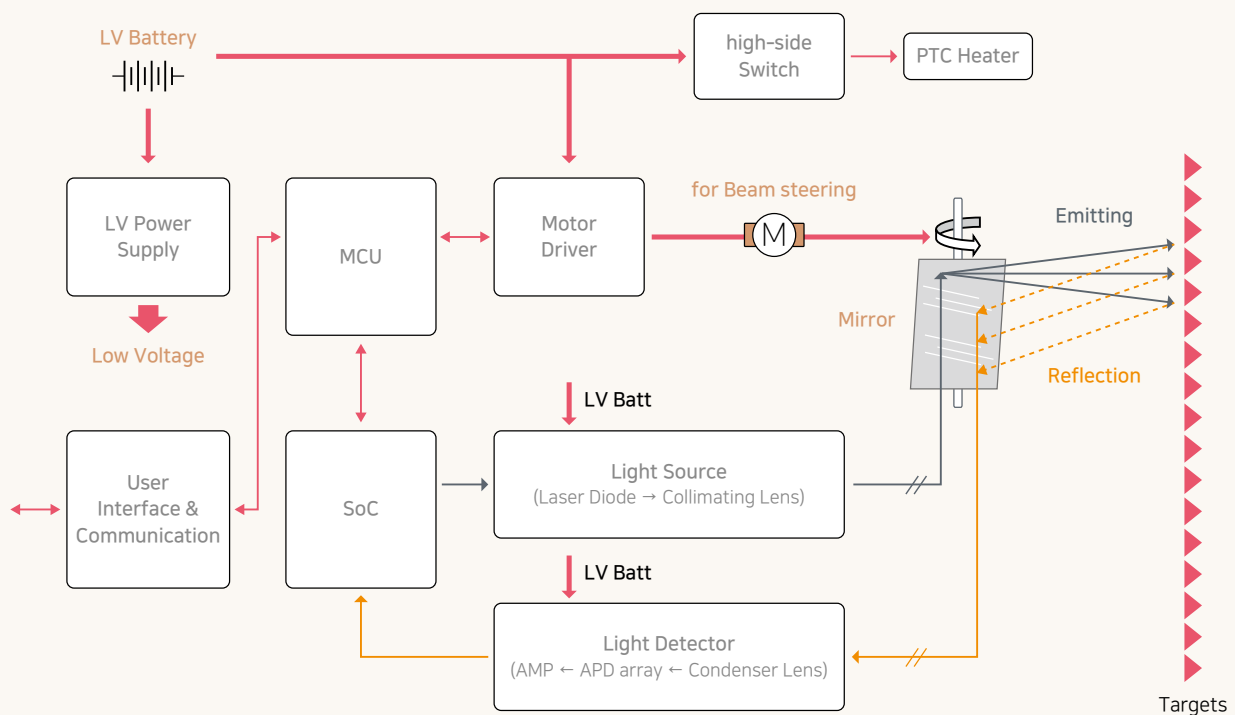 LV Battery
high-side
Switch
PTC Heater
LV Power
Supply
MCU
Motor
Driver
for Beam steering
M
Emitting
Mirror
Reflection
Low Voltage
LV Batt
User
Interface &
Communication
SoC
Light Source
(Laser Diode → Collimating Lens)
LV Batt
Light Detector
(AMP ← APD array ← Condenser Lens)
Targets